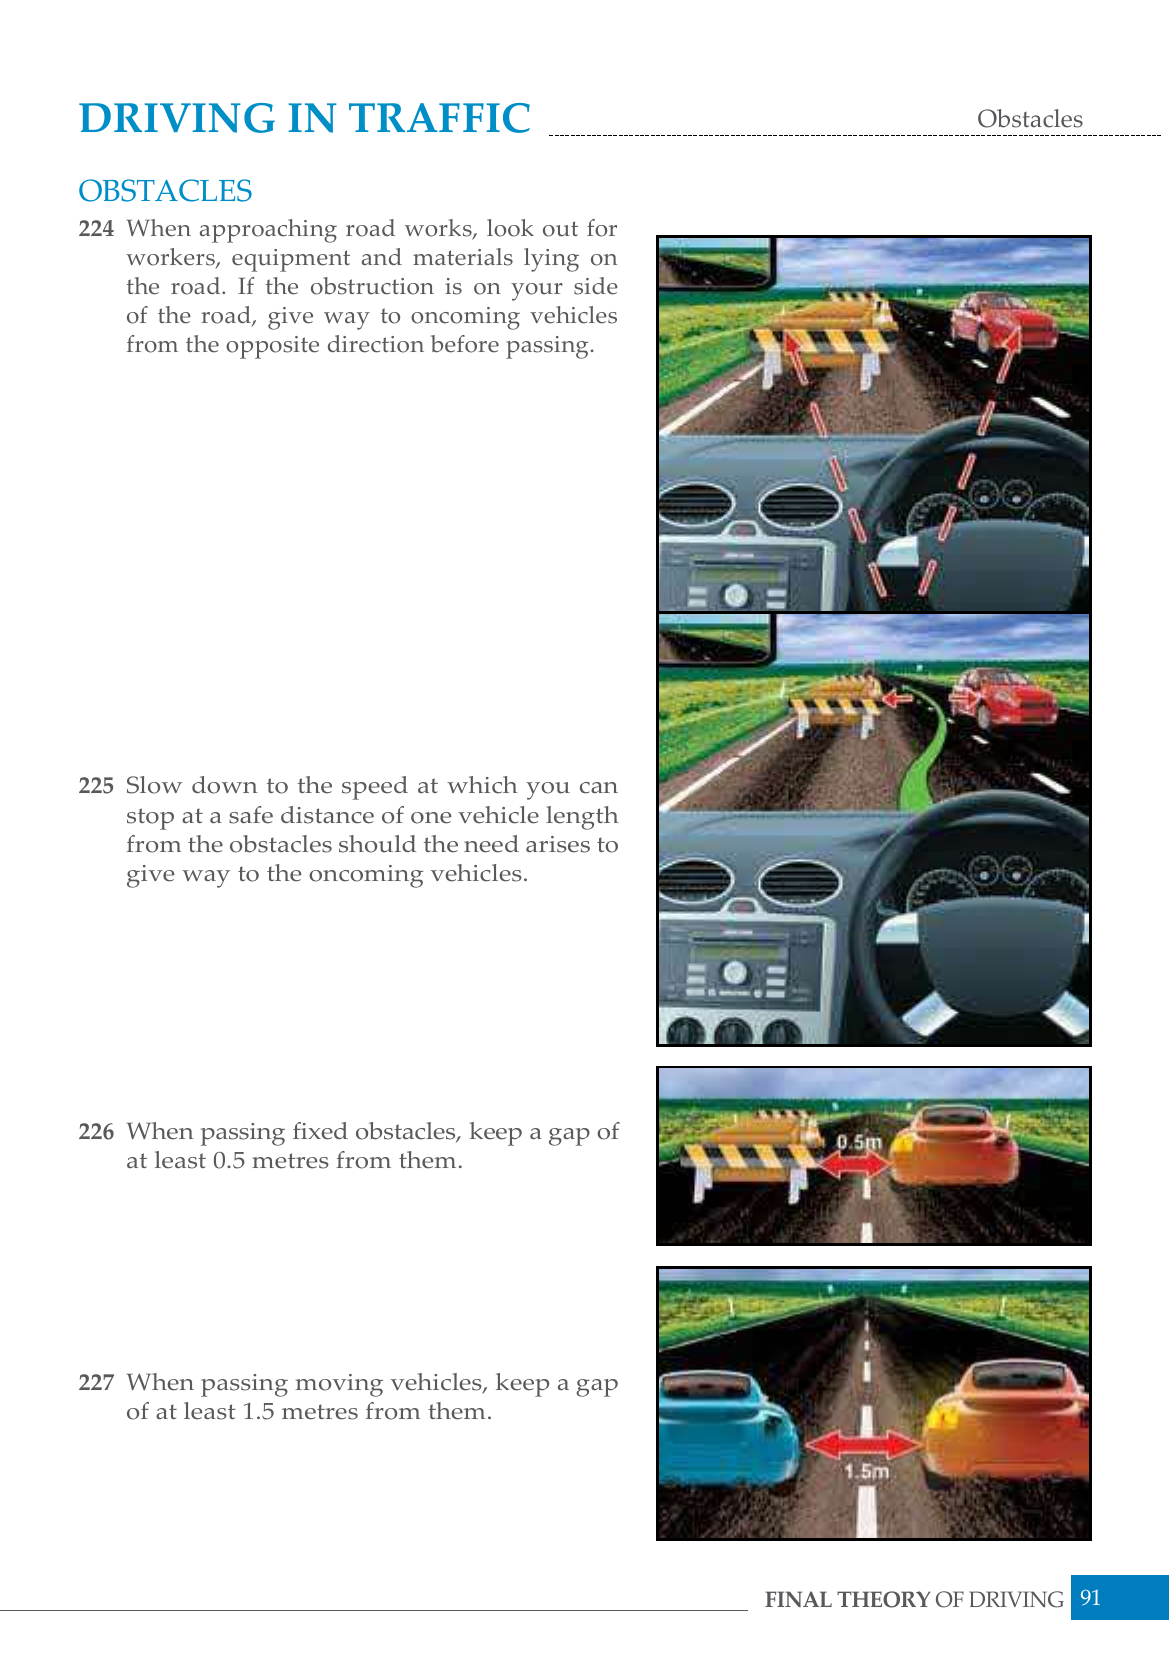 DRIVING IN TRAFFIC
Obstacles
OBSTACLES
224 When approaching road works, look out for
workers, equipment and materials lying on
the road. If the obstruction is on your side
of the road, give way to oncoming vehicles
from the opposite direction before passing.
225 Slow down to the speed at which you can
stop at a safe distance of one vehicle length
from the obstacles should the need arises to
give way to the oncoming vehicles.
226 When passing fixed obstacles, keep a gap of
at least 0.5 metres from them.
0.5m
227 When passing moving vehicles, keep a gap
of at least 1.5 metres from them.
1.5m
FINAL THEORY OF DRIVING 91